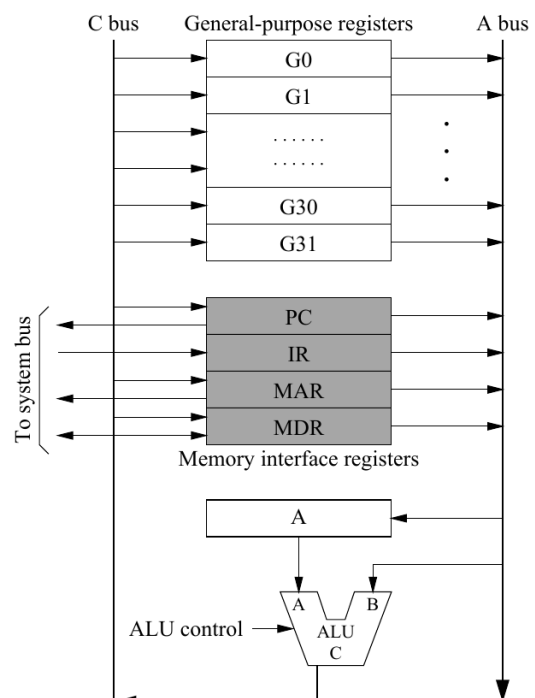 C bus
General-purpose registers
A bus
G0
G1
. . . . . .
. . . . . .
G30
G31
To system bus
PC
IR
MAR
MDR
Memory interface registers
A
A
B
ALU control
ALU
C